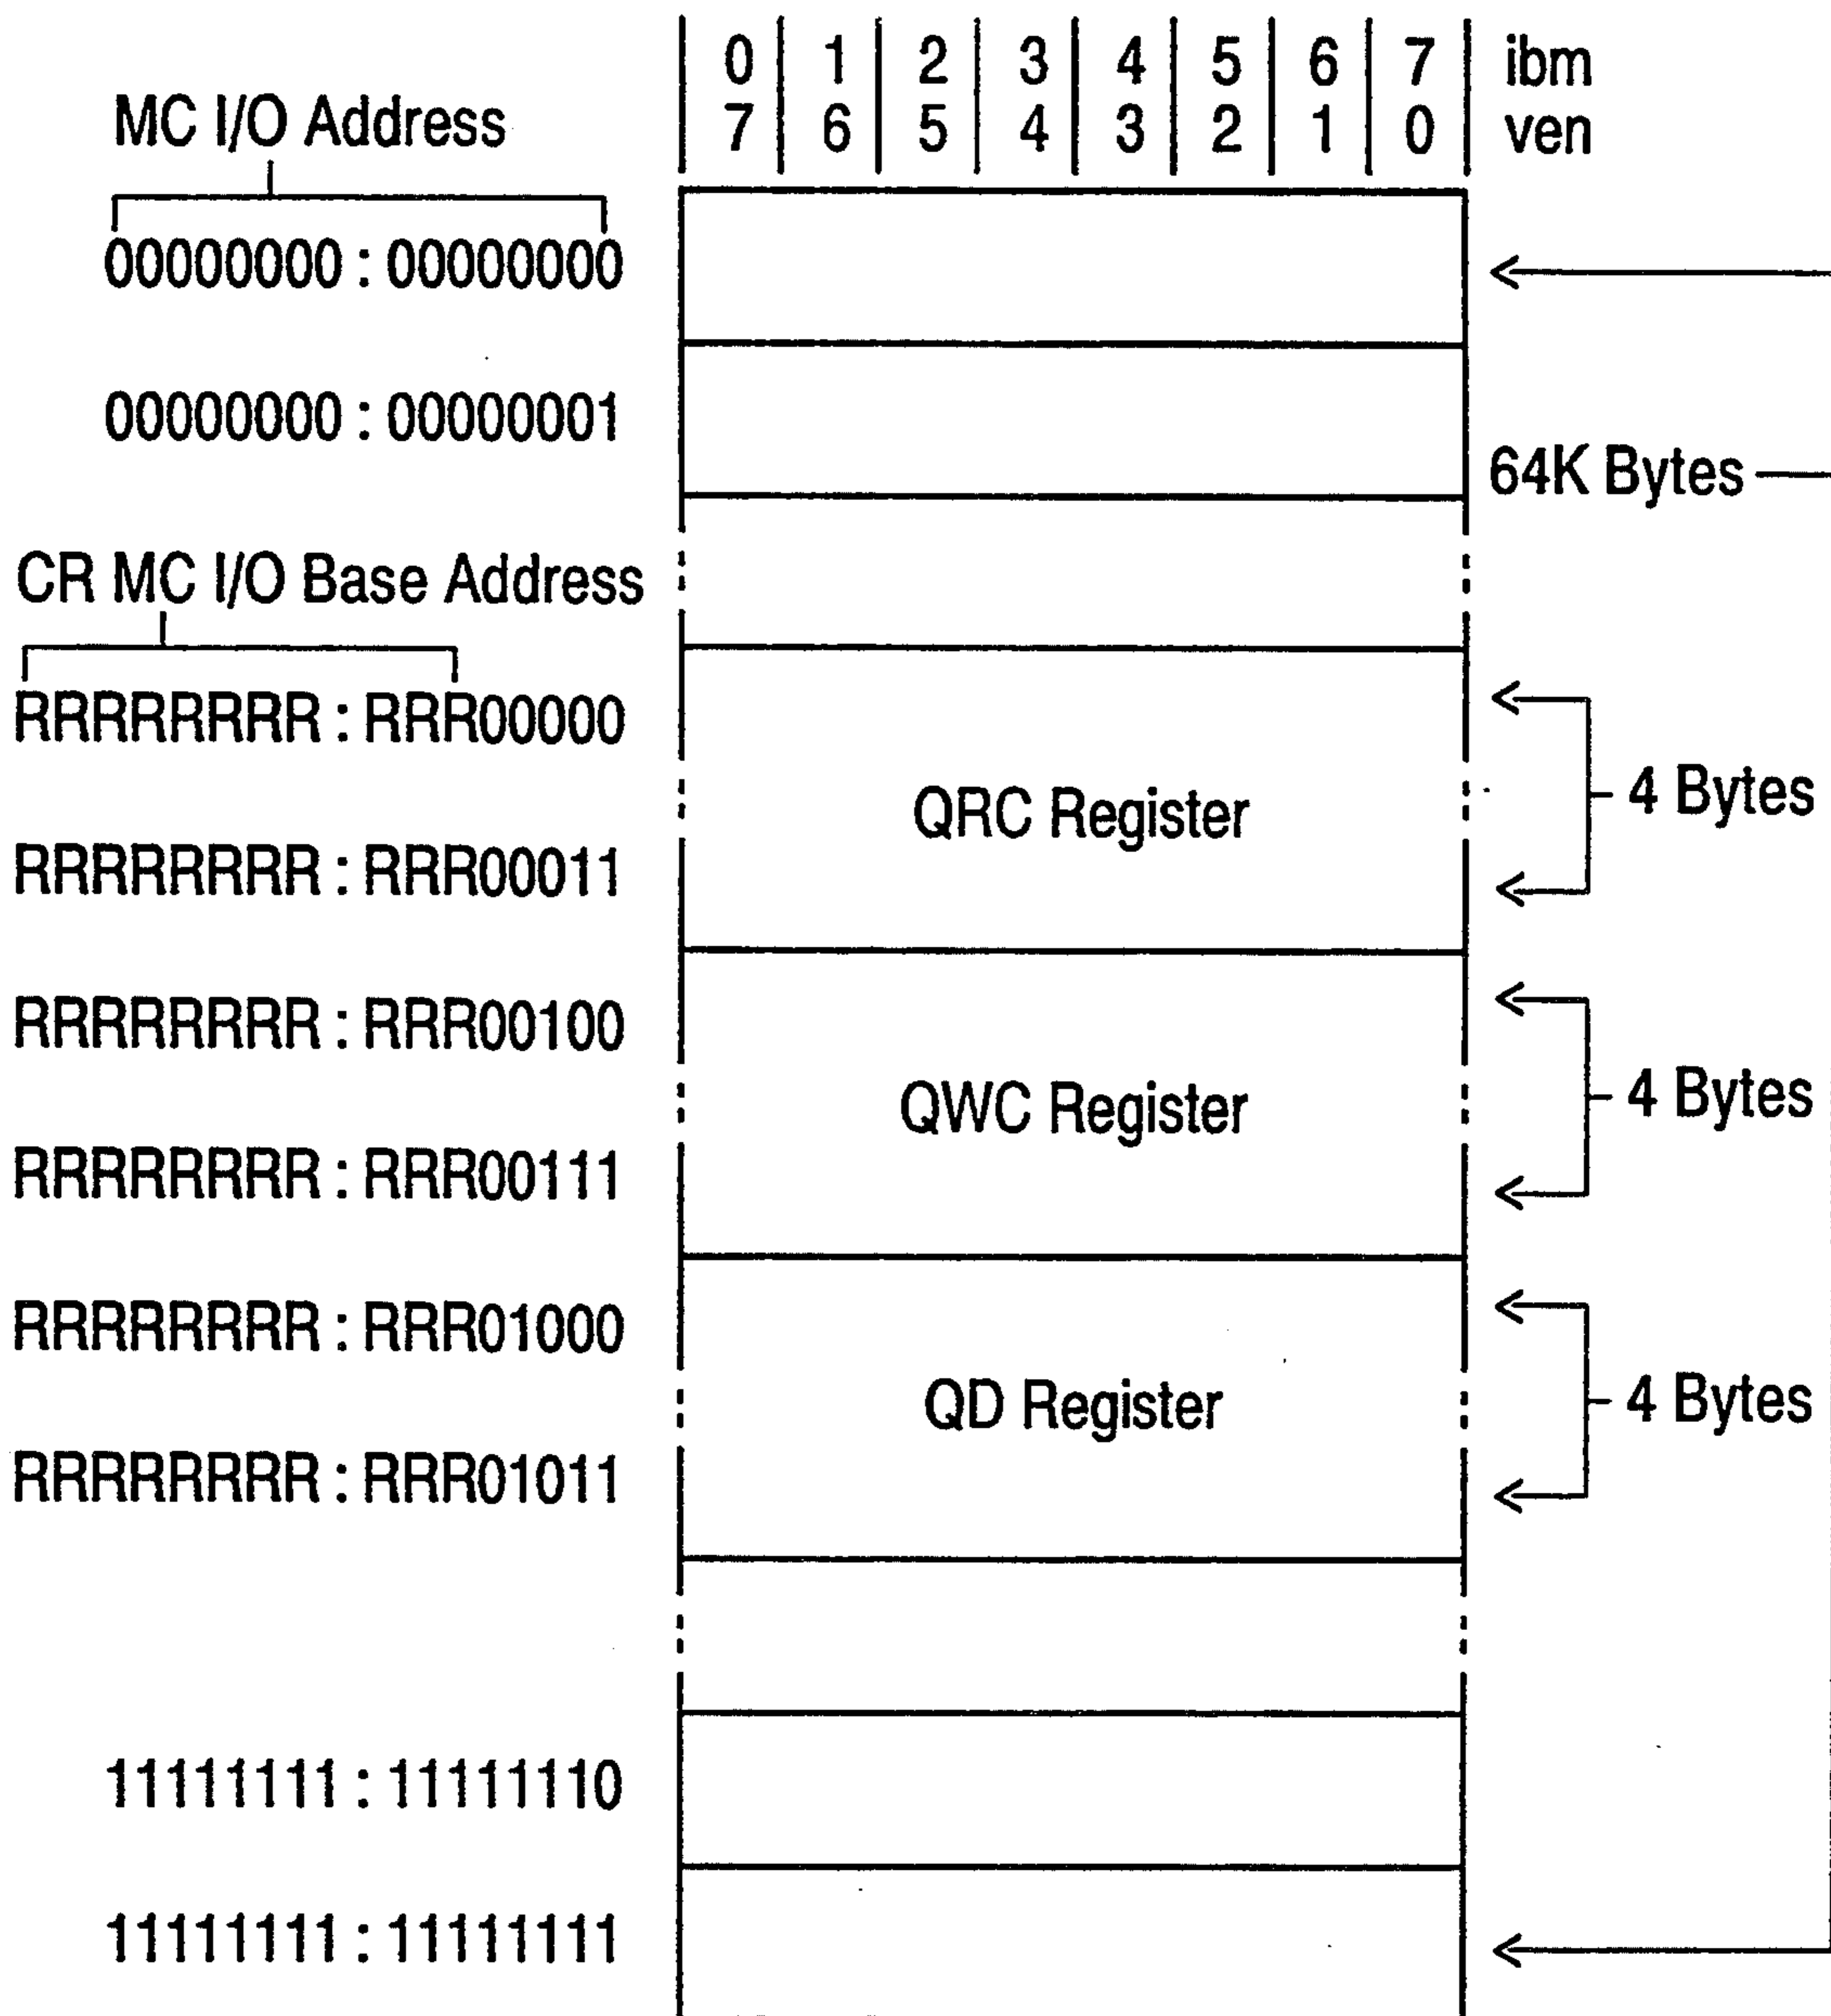 0 1 2 3 4 5 6 7 ibm
MC I/O Address 7 6 5 4 3 2 1 0 ven
00000000 : 00000000
00000000 : 00000001
64K Bytes
CR MC I/O Base Address
RRRRRRRR : RRR00000
QRC Register 4 Bytes
RRRRRRRR : RRR00011
RRRRRRRR : RRR00100
QWC Register 4 Bytes
RRRRRRRR : RRR00111
RRRRRRRR : RRR01000
QD Register 4 Bytes
RRRRRRRR : RRR01011
11111111 : 11111110
11111111 : 11111111